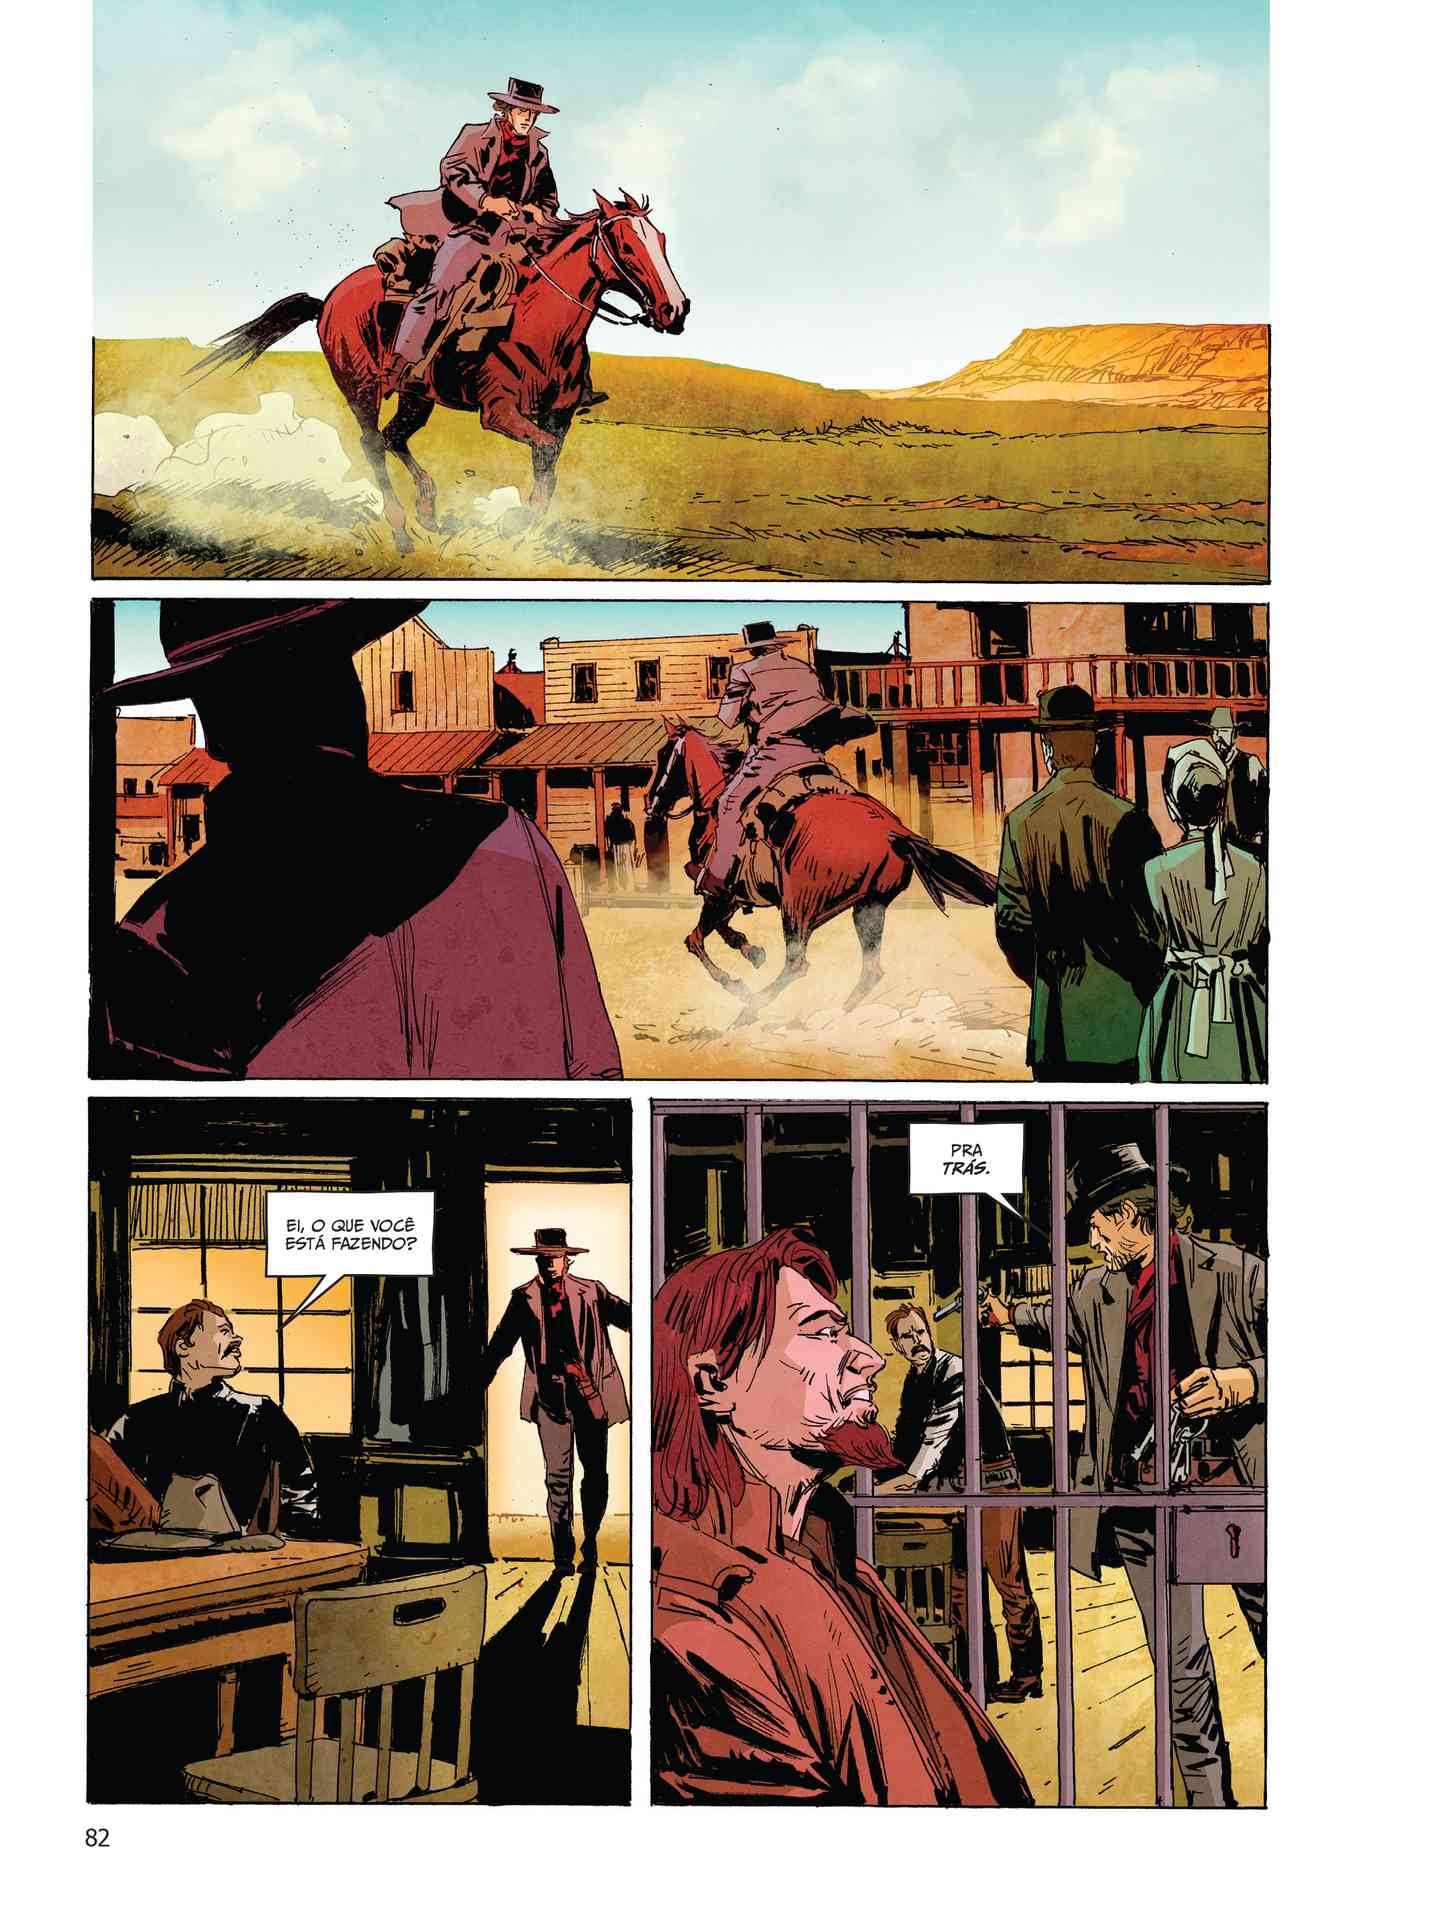 EI, O QUE VOCÊ
ESTÁ FAZENDO?
PRA
TRÁS.
82